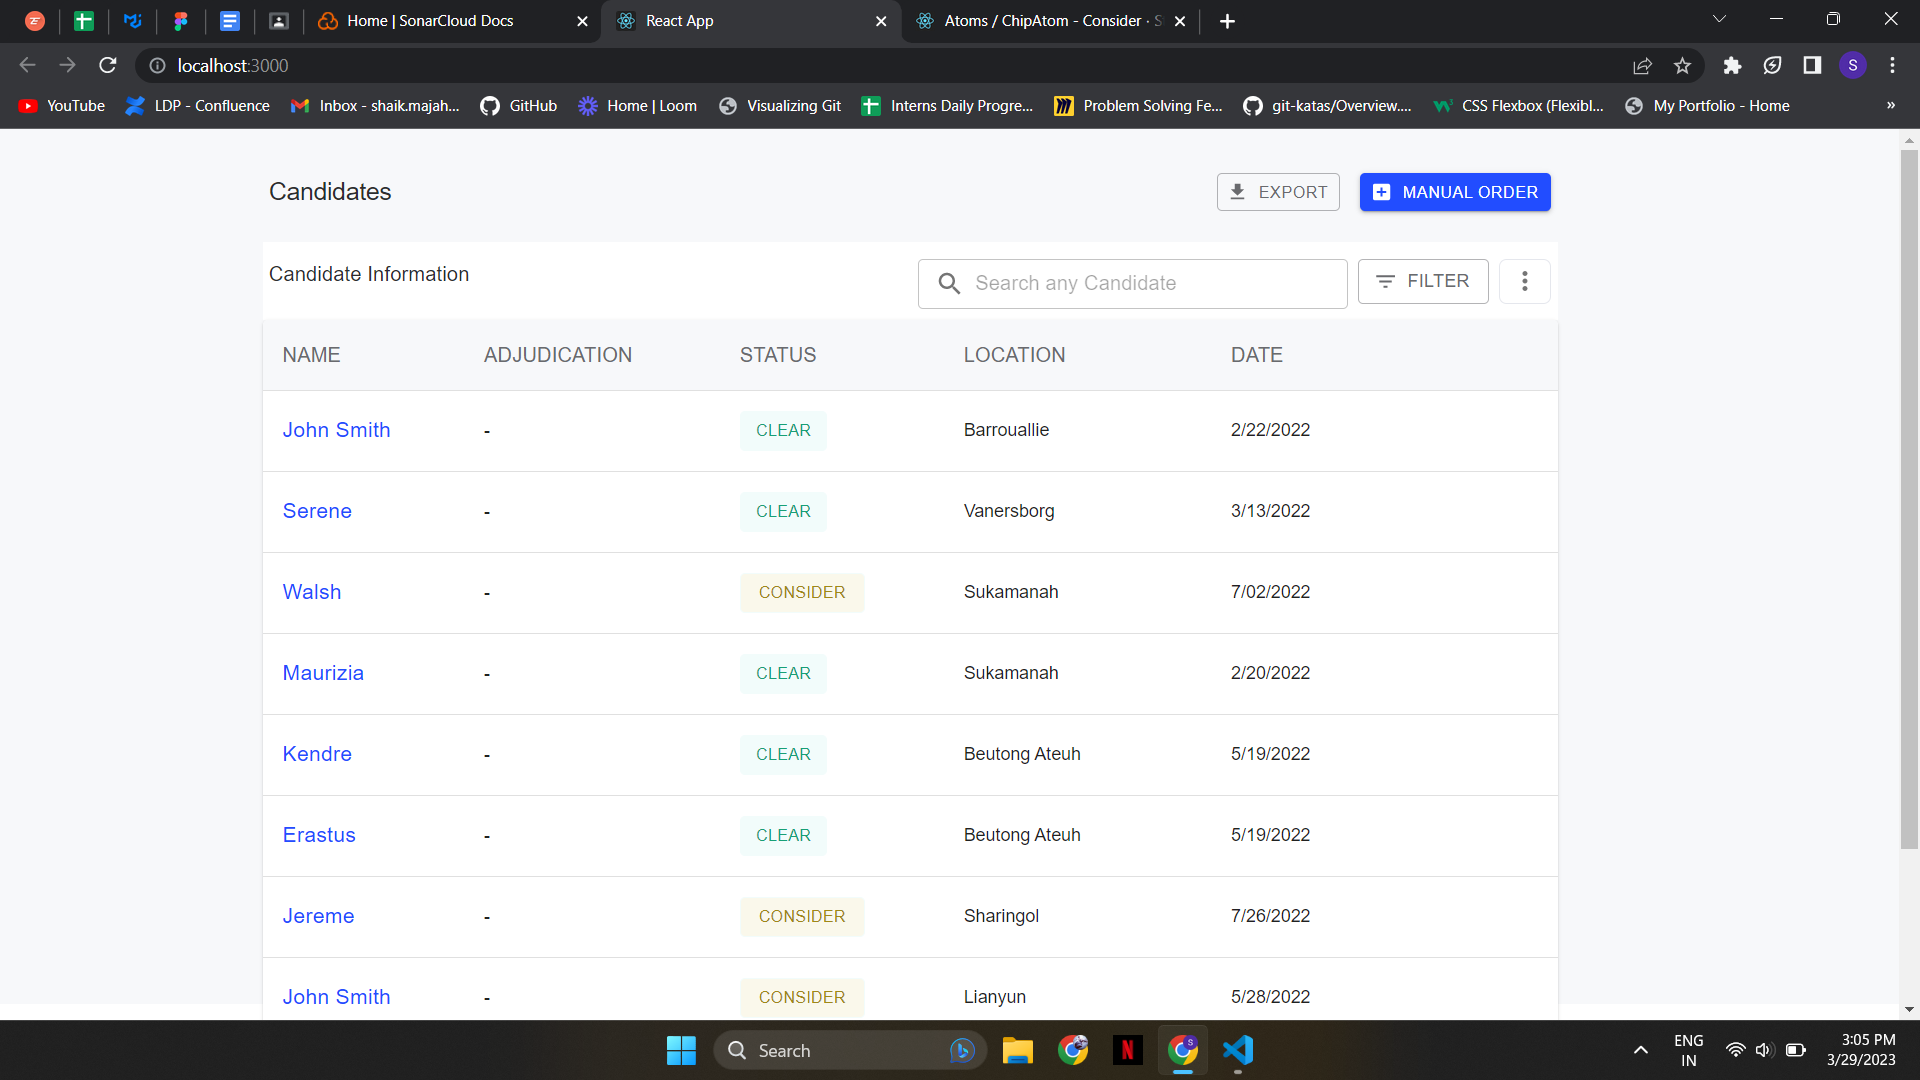 Home | SonarCloud Docs
React App
Atoms / ChipAtom - Consider · S
localhost:3000
S
YouTube
LDP - Confluence
Inbox - shaik.majah...
GitHub
Home | Loom
Visualizing Git
Interns Daily Progre...
Problem Solving Fe...
git-katas/Overview....
CSS Flexbox (Flexibl...
My Portfolio - Home
»
Candidates
EXPORT
MANUAL ORDER
Candidate Information
Search any Candidate
FILTER
NAME ADJUDICATION STATUS LOCATION DATE
John Smith - CLEAR Barrouallie 2/22/2022
Serene - CLEAR Vanersborg 3/13/2022
Walsh - CONSIDER Sukamanah 7/02/2022
Maurizia - CLEAR Sukamanah 2/20/2022
Kendre - CLEAR Beutong Ateuh 5/19/2022
Erastus - CLEAR Beutong Ateuh 5/19/2022
Jereme - CONSIDER Sharingol 7/26/2022
John Smith - CONSIDER Lianyun 5/28/2022
Search
ENG
IN
3:05 PM
3/29/2023